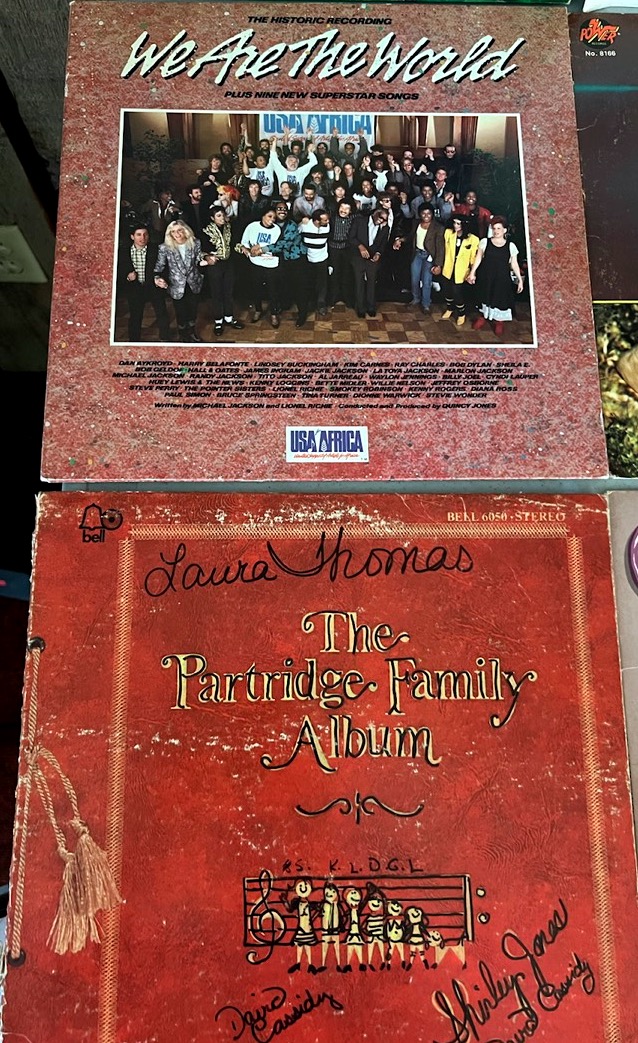 THE HISTORIC RECORDING
We Are The World
PLUS NINE NEW SUPERSTAR SONGS
USA AFRICA
USA
DAN AYKROYD · HARRY BELAFONTE · LINDSEY BUCKINGHAM · KIM CARNES · RAY CHARLES · BOB DYLAN · SHEILA E.
BOB GELDOF · HALL & OATES · JAMES INGRAM · JACKIE JACKSON · LA TOYA JACKSON · MARLON JACKSON
MICHAEL JACKSON · RANDY JACKSON · TITO JACKSON · AL JARREAU · WAYLON JENNINGS · BILLY JOEL · CYNDI LAUPER
HUEY LEWIS & THE NEWS · KENNY LOGGINS · BETTE MIDLER · WILLIE NELSON · JEFFREY OSBORNE
STEVE PERRY · THE POINTER SISTERS · LIONEL RICHIE · SMOKEY ROBINSON · KENNY ROGERS · DIANA ROSS
PAUL SIMON · BRUCE SPRINGSTEEN · TINA TURNER · DIONNE WARWICK · STEVIE WONDER
Written by MICHAEL JACKSON and LIONEL RICHIE · Conducted and Produced by QUINCY JONES
USA AFRICA
POWER
No. 8166
bell
BELL 6050 · STEREO
Laura Thomas
The
Partridge Family
Album
S. K. L. D. G. L
David
Cassidy
Shirley Jones
David Cassidy